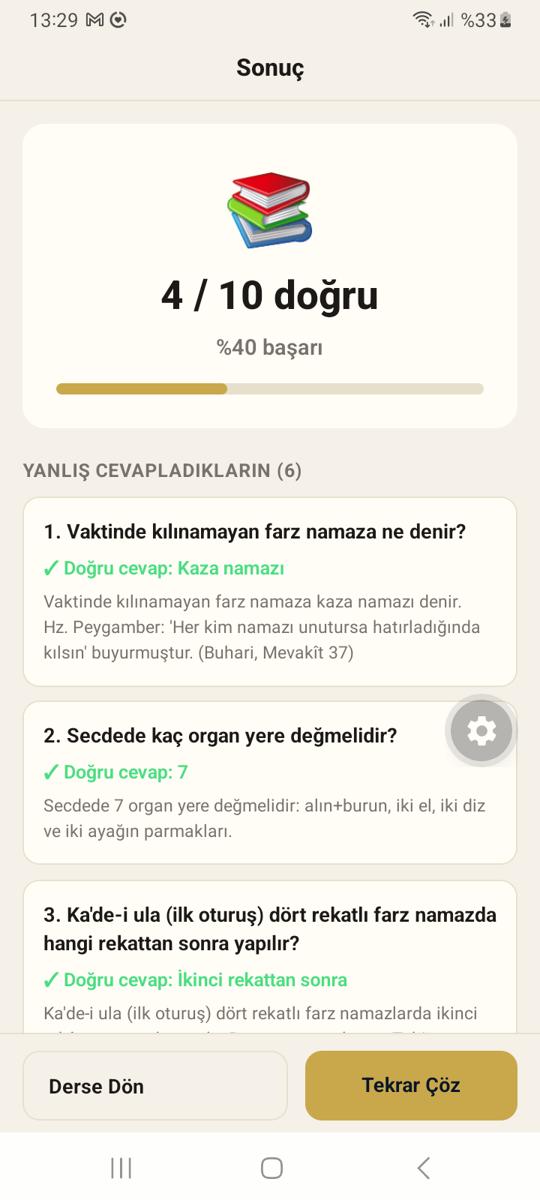 13:29 %33
Sonuç
4 / 10 doğru
%40 başarı
YANLIŞ CEVAPLADIKLARIN (6)
1. Vaktinde kılınamayan farz namaza ne denir?
✓ Doğru cevap: Kaza namazı
Vaktinde kılınamayan farz namaza kaza namazı denir.
Hz. Peygamber: 'Her kim namazı unutursa hatırladığında
kılsın' buyurmuştur. (Buhari, Mevakît 37)
2. Secdede kaç organ yere değmelidir?
✓ Doğru cevap: 7
Secdede 7 organ yere değmelidir: alın+burun, iki el, iki diz
ve iki ayağın parmakları.
3. Ka'de-i ula (ilk oturuş) dört rekatlı farz namazda
hangi rekattan sonra yapılır?
✓ Doğru cevap: İkinci rekattan sonra
Ka'de-i ula (ilk oturuş) dört rekatlı farz namazlarda ikinci
Derse Dön
Tekrar Çöz